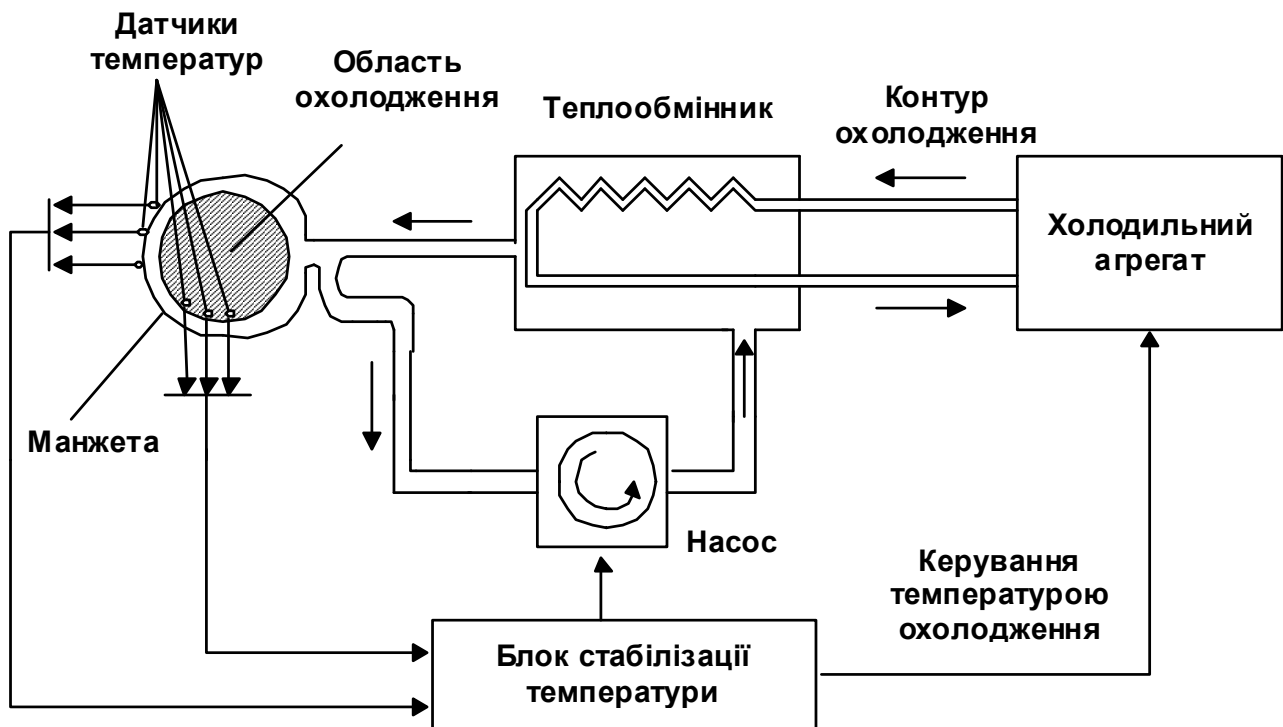 Датчики
температур
Область
охолодження
Теплообмінник
Контур
охолодження
Холодильний
агрегат
Манжета
Насос
Керування
температурою
охолодження
Блок стабілізації
температури